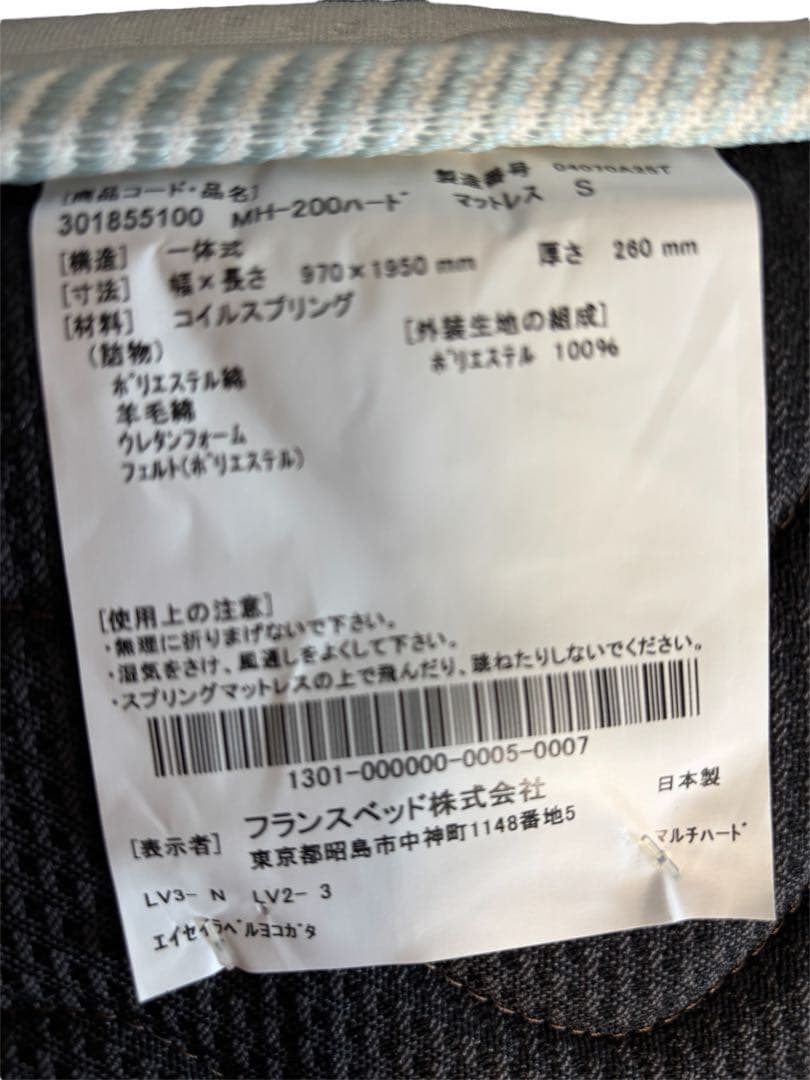 [商品コード・品名] 製造番号 04070A25T
301855100 MH-200ハード マットレス S
[構造] 一体式
[寸法] 幅×長さ 970×1950 mm 厚さ 260 mm
[材料] コイルスプリング [外装生地の組成]
(詰物) ポリエステル 100%
ポリエステル綿
羊毛綿
ウレタンフォーム
フェルト(ポリエステル)
[使用上の注意]
・無理に折りまげないで下さい。
・湿気をさけ、風通しをよくして下さい。
・スプリングマットレスの上で飛んだり、跳ねたりしないでください。
1301-000000-0005-0007
[表示者] フランスベッド株式会社 日本製
東京都昭島市中神町1148番地5
マルチハード
LV3- N LV2- 3
エイセイラベルヨコガタ